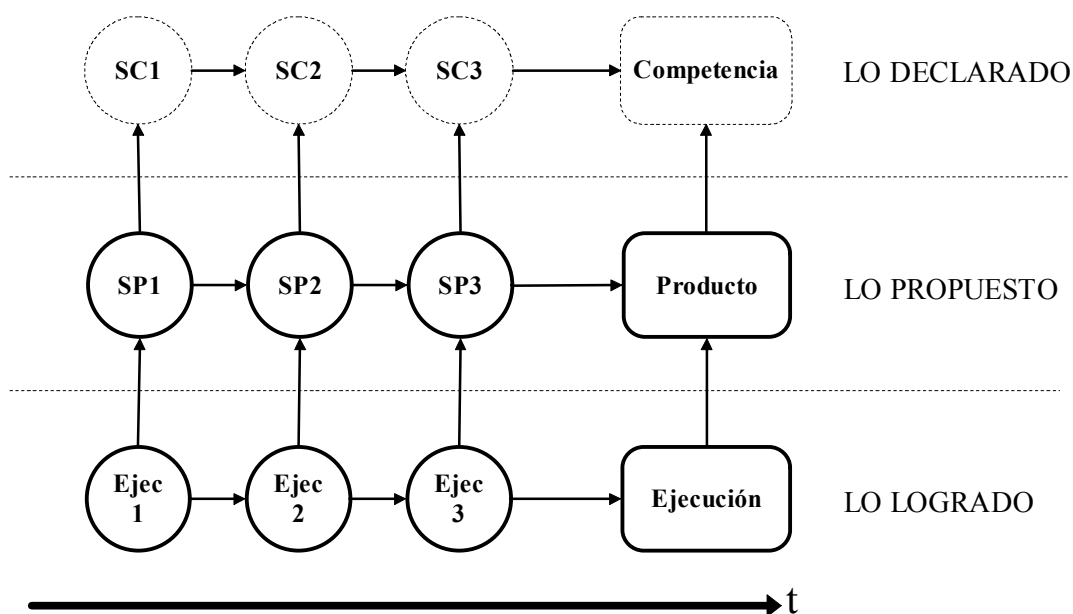 SC1 SC2 SC3 Competencia LO DECLARADO
SP1 SP2 SP3 Producto LO PROPUESTO
Ejec
1
Ejec
2
Ejec
3
Ejecución
LO LOGRADO
t